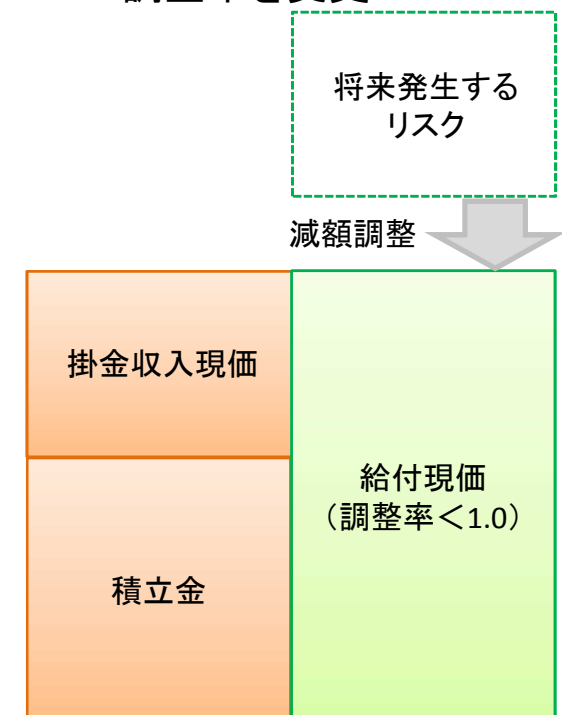 将来発生する
リスク
減額調整
掛金収入現価
給付現価
（調整率＜1.0）
積立金